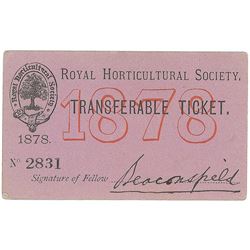 Royal Horticultural Society
ROYAL HORTICULTURAL SOCIETY.
1878
TRANSFERABLE TICKET.
1878.
No 2831
Signature of Fellow Beaconsfield